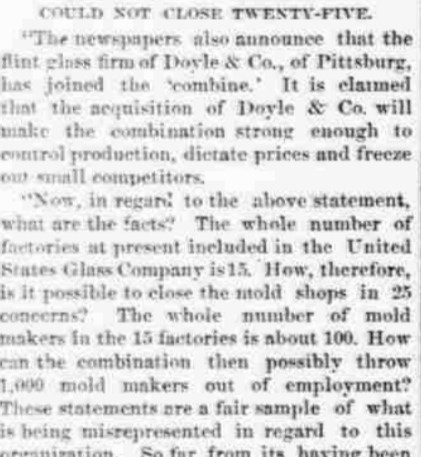 COULD NOT CLOSE TWENTY-FIVE.
"The newspapers also announce that the
flint glass firm of Doyle & Co., of Pittsburg,
has joined the 'combine.' It is claimed
that the acquisition of Doyle & Co. will
make the combination strong enough to
control production, dictate prices and freeze
out small competitors.
"Now, in regard to the above statement,
what are the facts? The whole number of
factories at present included in the United
States Glass Company is 15. How, therefore,
is it possible to close the mold shops in 25
concerns? The whole number of mold
makers in the 15 factories is about 100. How
can the combination then possibly throw
1,000 mold makers out of employment?
These statements are a fair sample of what
is being misrepresented in regard to this
organization. So far from its having been